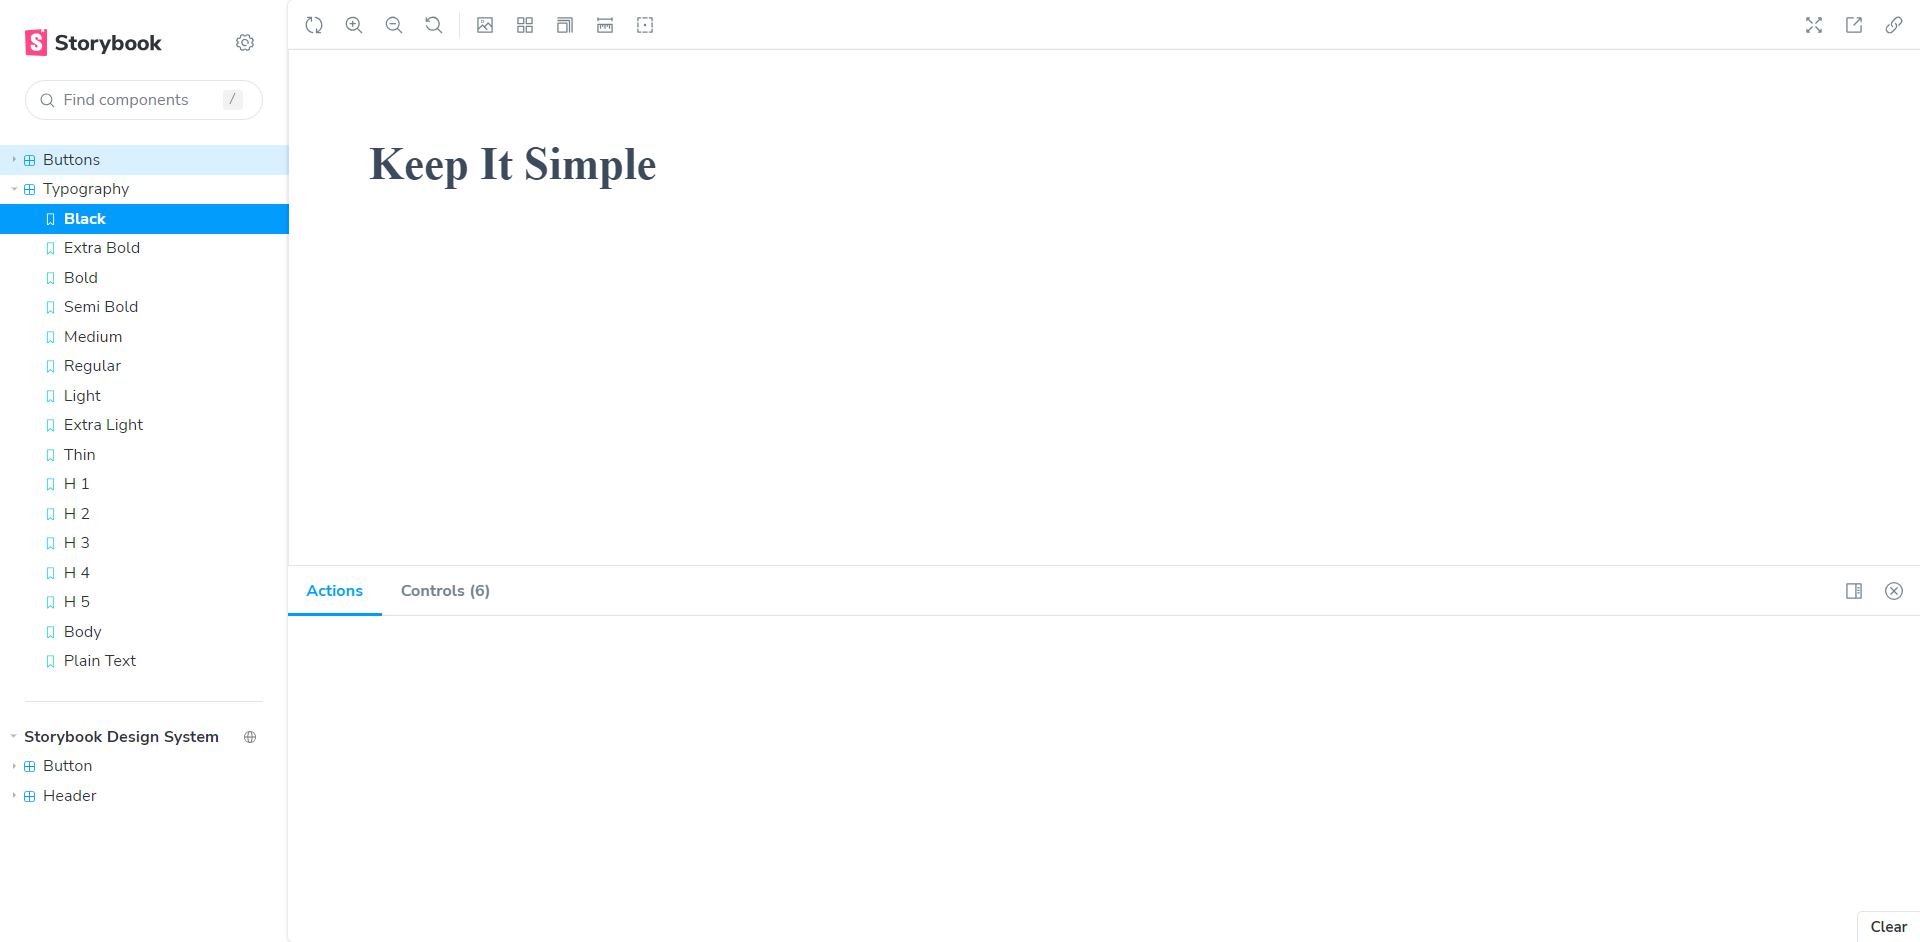 Storybook
Find components /
Buttons
Typography
Black
Extra Bold
Bold
Semi Bold
Medium
Regular
Light
Extra Light
Thin
H 1
H 2
H 3
H 4
H 5
Body
Plain Text
Storybook Design System
Button
Header
Keep It Simple
Actions Controls (6)
Clear